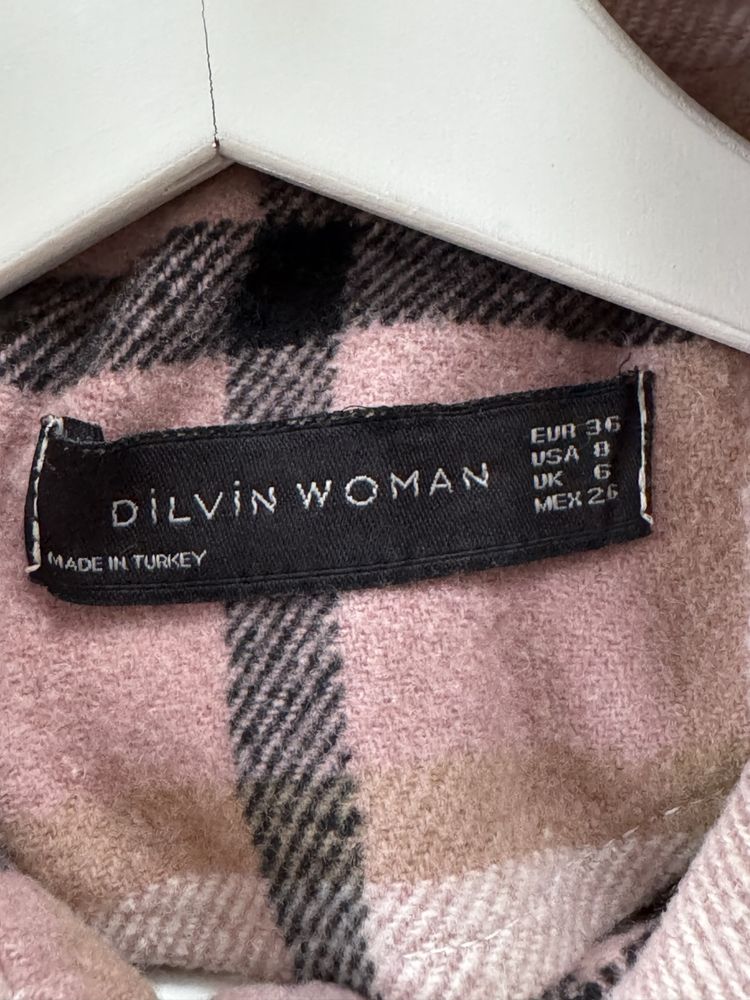 DİLVİN WOMAN
MADE IN TURKEY
EUR 36
USA 8
UK 6
MEX 26